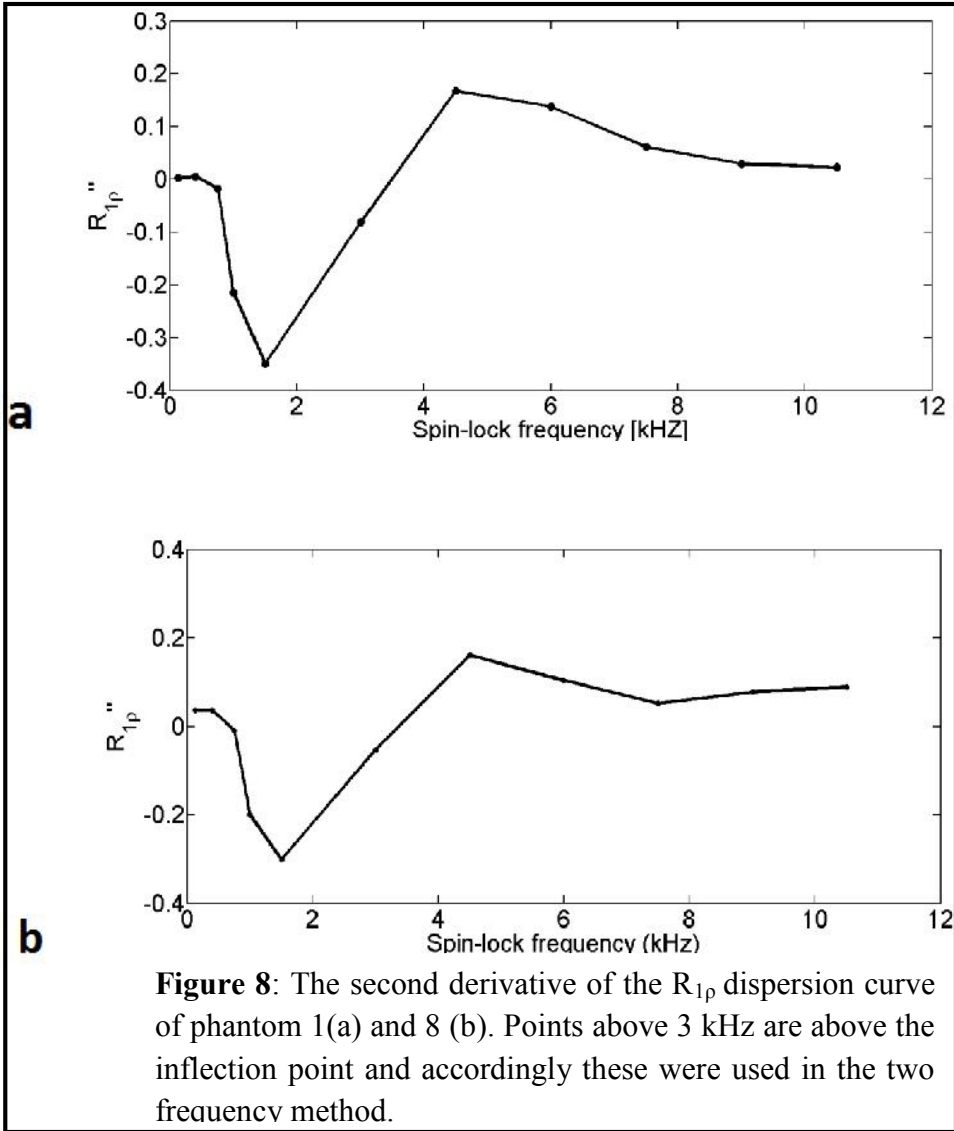 0.3
0.2
0.1
0
-0.1
-0.2
-0.3
-0.4
R1ρ"
0 2 4 6 8 10 12
Spin-lock frequency [kHZ]
a
0.4
0.2
0
-0.2
-0.4
R1ρ"
0 2 4 6 8 10 12
Spin-lock frequency (kHz)
b
Figure 8: The second derivative of the R1ρ dispersion curve
of phantom 1(a) and 8 (b). Points above 3 kHz are above the
inflection point and accordingly these were used in the two
frequency method.